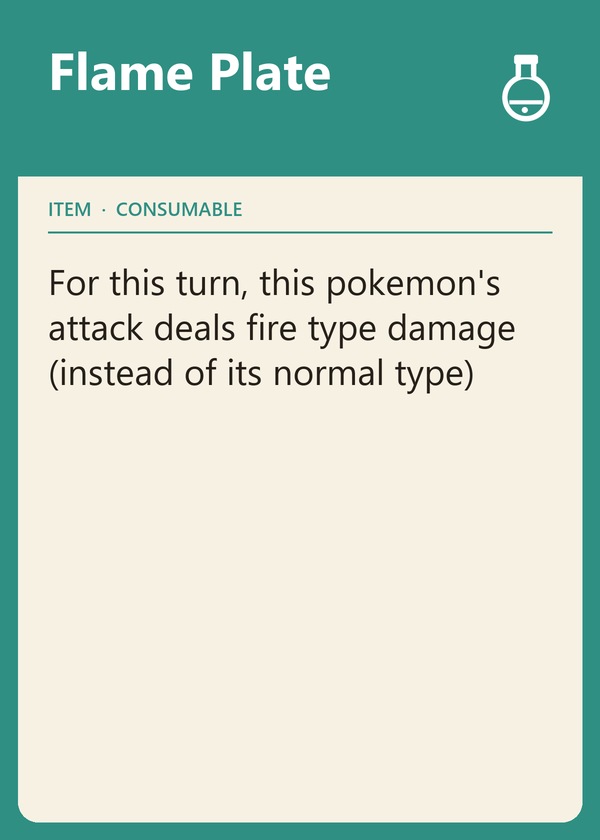 Flame Plate
ITEM · CONSUMABLE
For this turn, this pokemon's
attack deals fire type damage
(instead of its normal type)